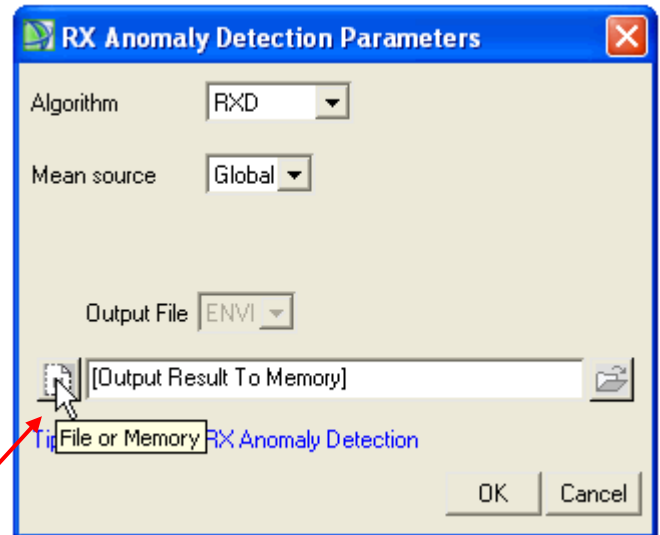 RX Anomaly Detection Parameters
Algorithm RXD
Mean source Global
Output File ENVI
[Output Result To Memory]
File or Memory
RX Anomaly Detection
OK Cancel